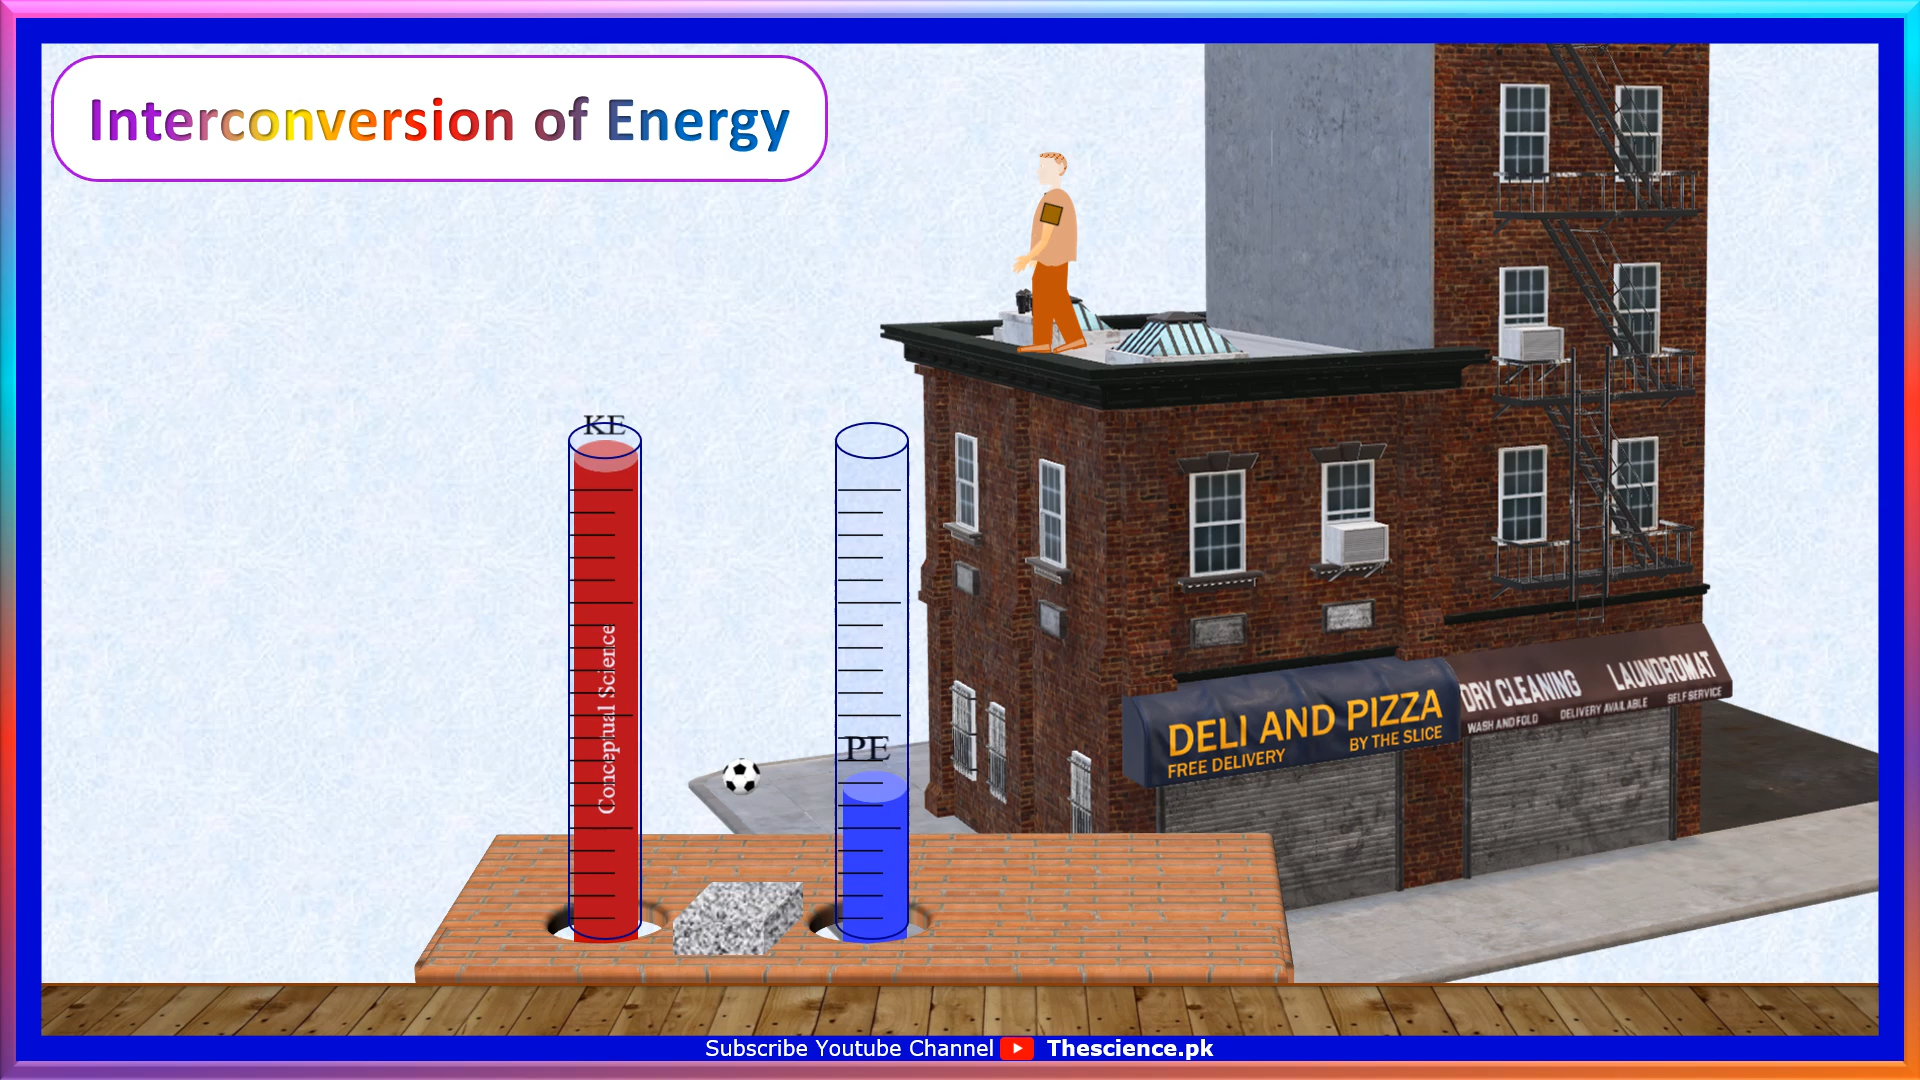 Interconversion of Energy
KE
Conceptual Science
PE
DELI AND PIZZA
FREE DELIVERY
BY THE SLICE
DRY CLEANING
LAUNDROMAT
WASH AND FOLD
DELIVERY AVAILABLE
SELF SERVICE
Subscribe Youtube Channel Thescience.pk